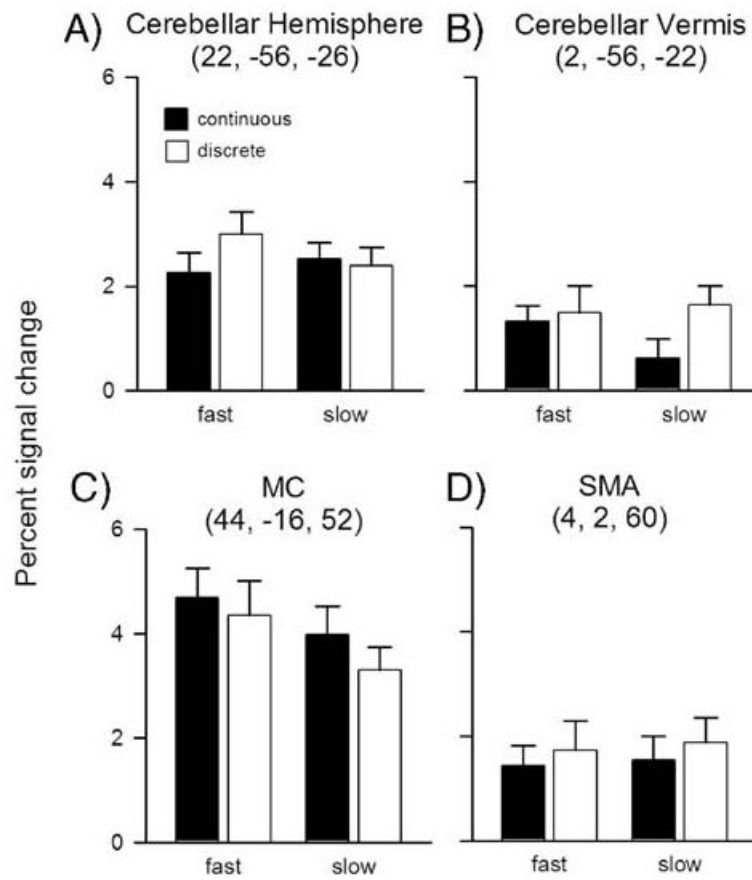 A) Cerebellar Hemisphere
(22, -56, -26)
B) Cerebellar Vermis
(2, -56, -22)
6
continuous
discrete
4
2
0
fast slow
fast slow
Percent signal change
C) MC
(44, -16, 52)
D) SMA
(4, 2, 60)
6
4
2
0
fast slow
fast slow